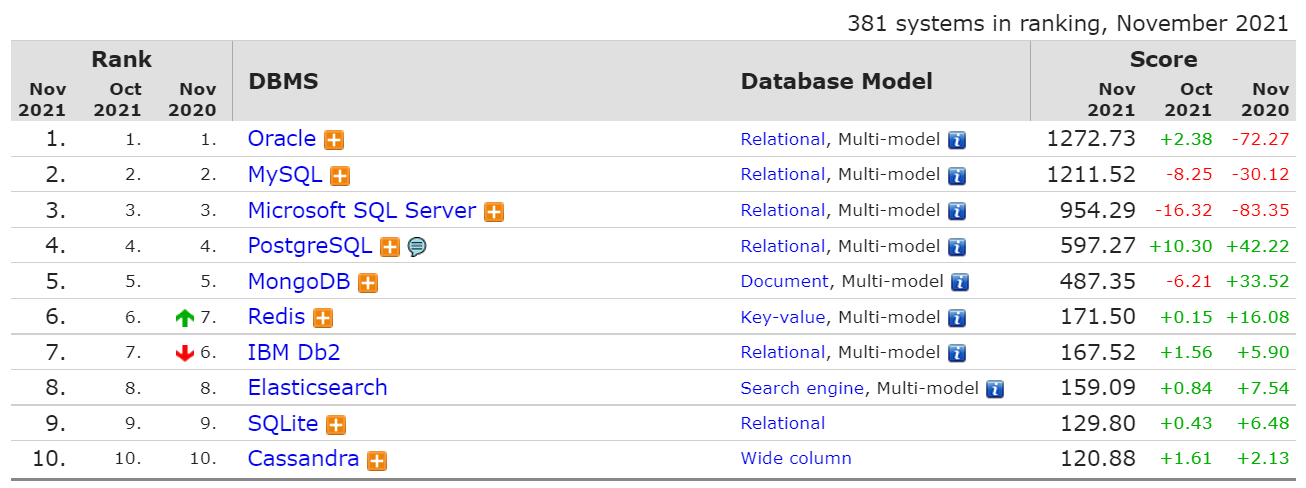 381 systems in ranking, November 2021
Rank DBMS Database Model Score
Nov 2021 Oct 2021 Nov 2020 Nov 2021 Oct 2021 Nov 2020
1. 1. 1. Oracle Relational, Multi-model 1272.73 +2.38 -72.27
2. 2. 2. MySQL Relational, Multi-model 1211.52 -8.25 -30.12
3. 3. 3. Microsoft SQL Server Relational, Multi-model 954.29 -16.32 -83.35
4. 4. 4. PostgreSQL Relational, Multi-model 597.27 +10.30 +42.22
5. 5. 5. MongoDB Document, Multi-model 487.35 -6.21 +33.52
6. 6. 7. Redis Key-value, Multi-model 171.50 +0.15 +16.08
7. 7. 6. IBM Db2 Relational, Multi-model 167.52 +1.56 +5.90
8. 8. 8. Elasticsearch Search engine, Multi-model 159.09 +0.84 +7.54
9. 9. 9. SQLite Relational 129.80 +0.43 +6.48
10. 10. 10. Cassandra Wide column 120.88 +1.61 +2.13